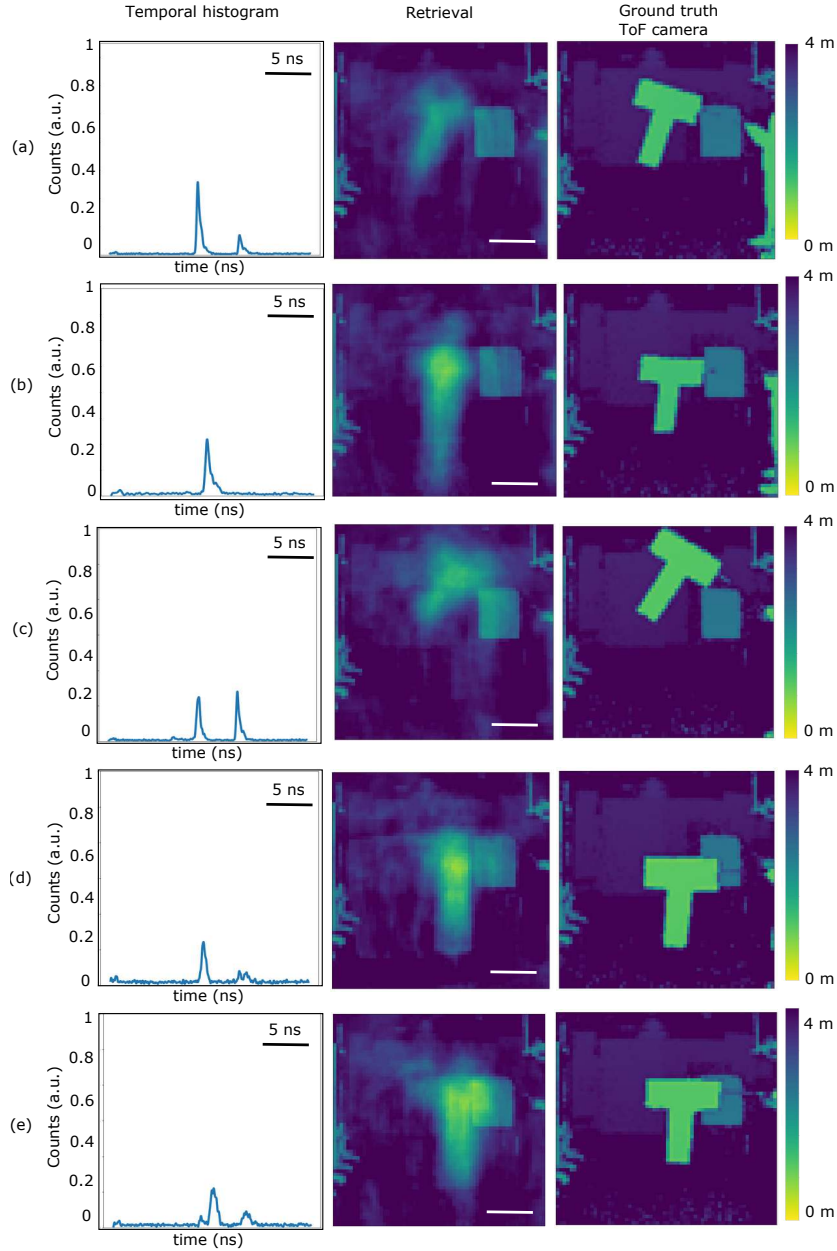 Temporal histogram
Retrieval
Ground truth
ToF camera
(a)
Counts (a.u.)
1
0.8
0.6
0.4
0.2
0
5 ns
time (ns)
4 m
0 m
(b)
Counts (a.u.)
1
0.8
0.6
0.4
0.2
0
5 ns
time (ns)
4 m
0 m
(c)
Counts (a.u.)
1
0.8
0.6
0.4
0.2
0
5 ns
time (ns)
4 m
0 m
(d)
Counts (a.u.)
1
0.8
0.6
0.4
0.2
0
5 ns
time (ns)
4 m
0 m
(e)
Counts (a.u.)
1
0.8
0.6
0.4
0.2
0
5 ns
time (ns)
4 m
0 m